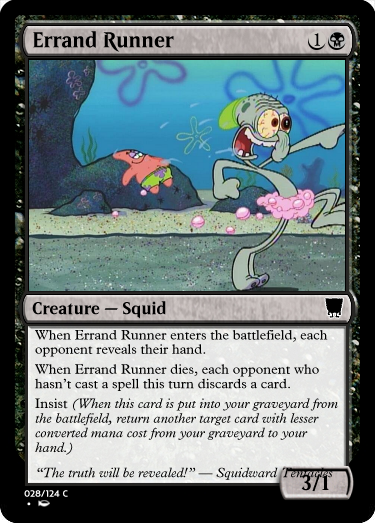 Errand Runner 1
Creature — Squid
When Errand Runner enters the battlefield, each
opponent reveals their hand.
When Errand Runner dies, each opponent who
hasn't cast a spell this turn discards a card.
Insist (When this card is put into your graveyard from
the battlefield, return another target card with lesser
converted mana cost from your graveyard to your
hand.)
"The truth will be revealed!" — Squidward Tentacles
3/1
028/124 C